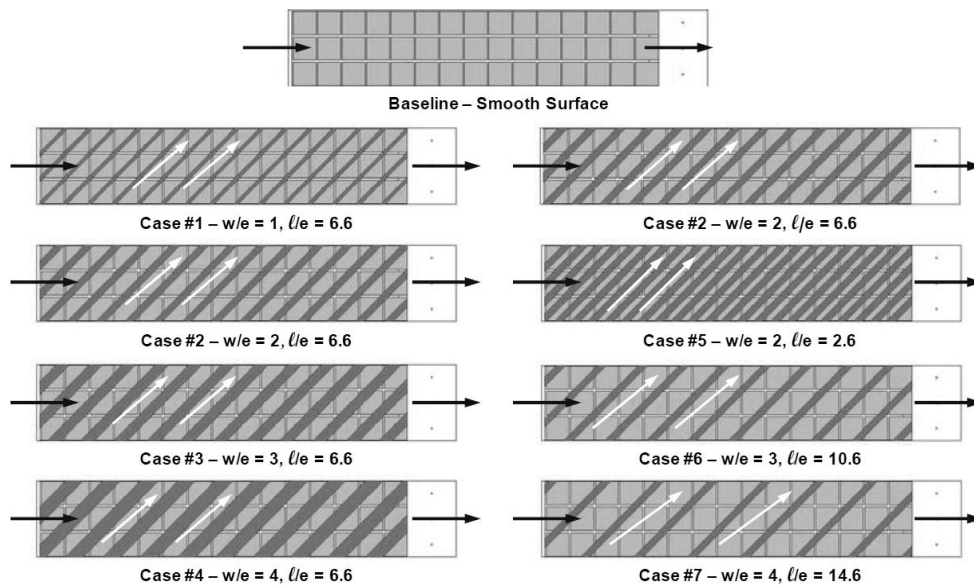 Baseline – Smooth Surface
Case #1 – w/e = 1, ℓ/e = 6.6
Case #2 – w/e = 2, ℓ/e = 6.6
Case #2 – w/e = 2, ℓ/e = 6.6
Case #5 – w/e = 2, ℓ/e = 2.6
Case #3 – w/e = 3, ℓ/e = 6.6
Case #6 – w/e = 3, ℓ/e = 10.6
Case #4 – w/e = 4, ℓ/e = 6.6
Case #7 – w/e = 4, ℓ/e = 14.6